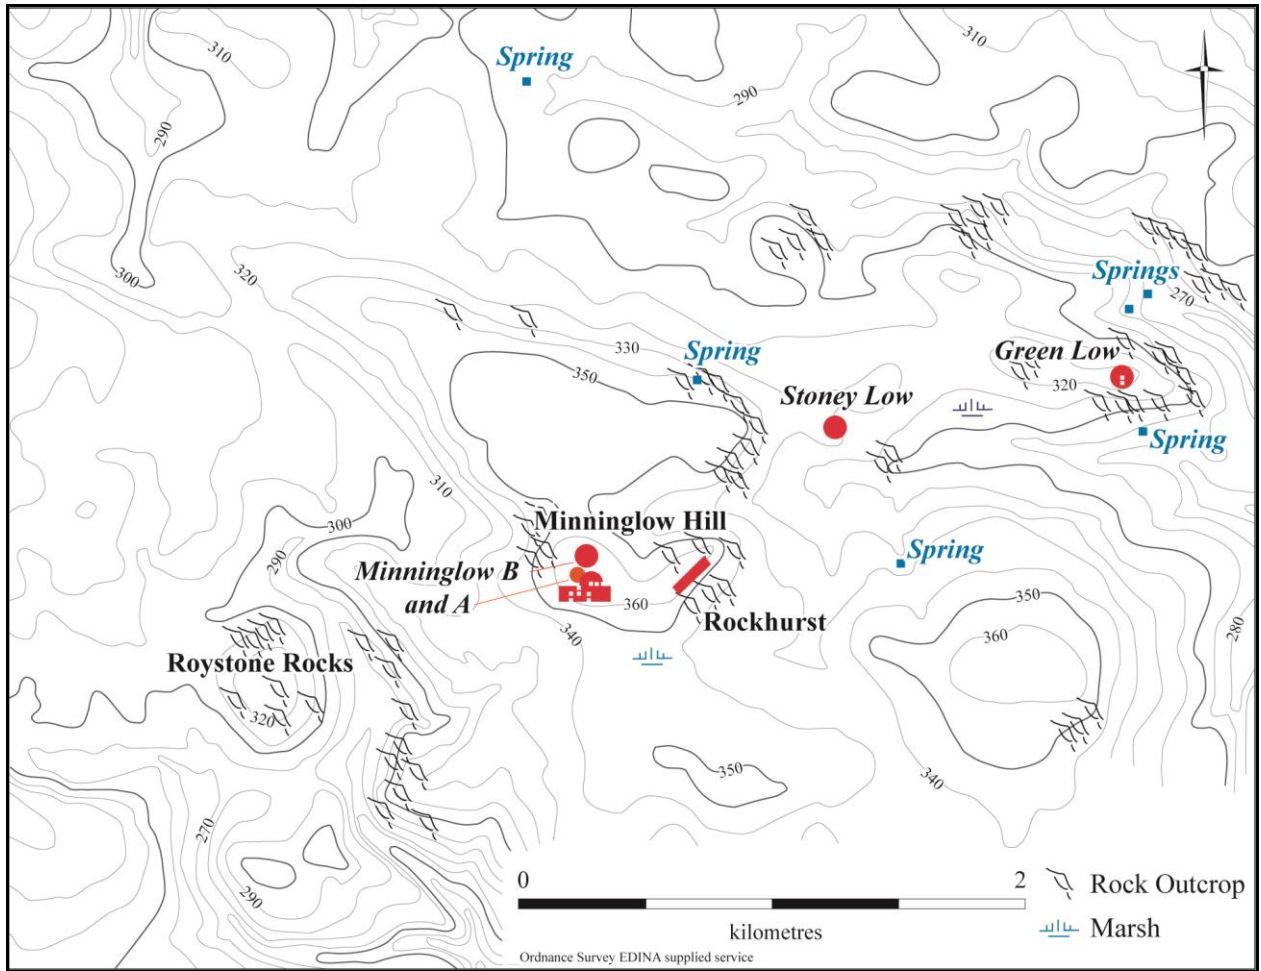 310
310
Spring
290
290
Springs
300
320
270
330
Spring
Green Low
350
320
Stoney Low
Spring
310
300
Minninglow Hill
290
Spring
Minninglow B
and A
360
350
340
Rockhurst
280
360
Roystone Rocks
320
350
340
270
290
0
2
Rock Outcrop
Marsh
kilometres
Ordnance Survey EDINA supplied service